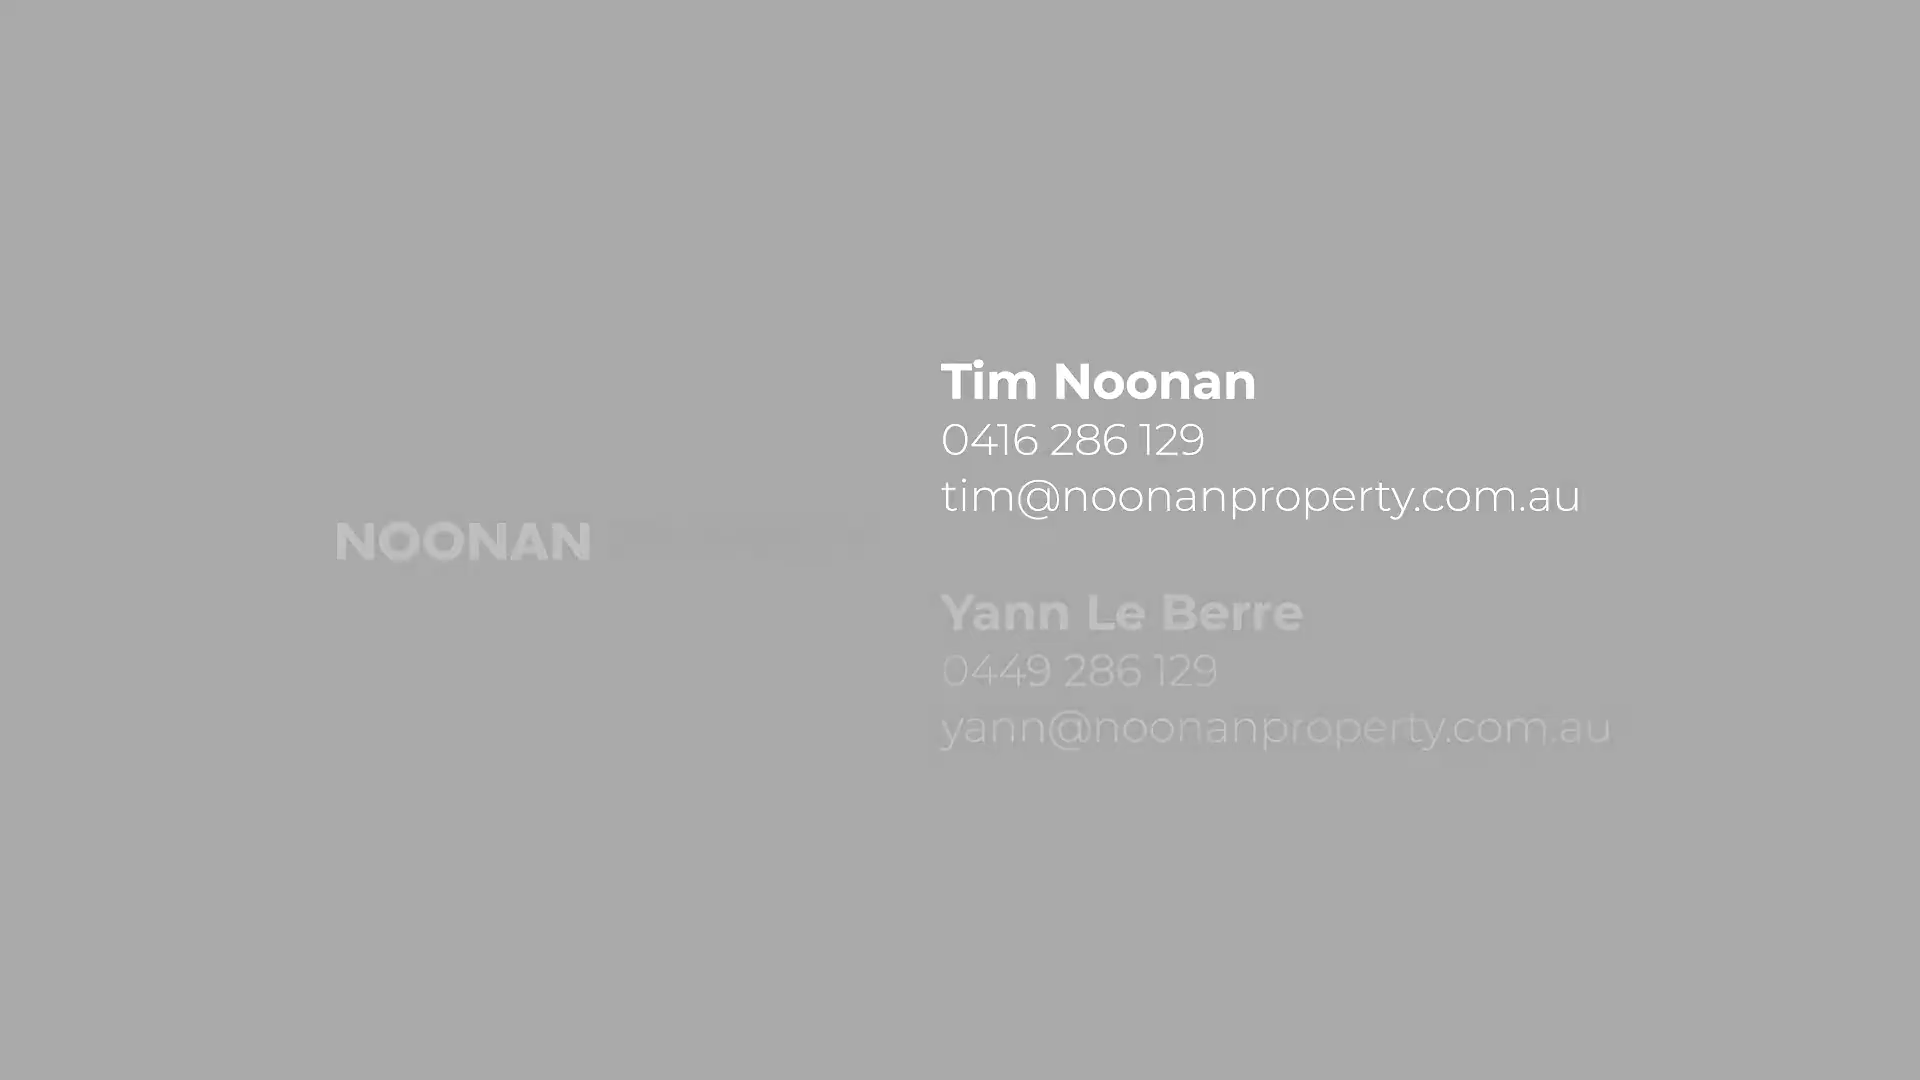 NOONAN
Tim Noonan
0416 286 129
tim@noonanproperty.com.au
Yann Le Berre
0449 286 129
yann@noonanproperty.com.au